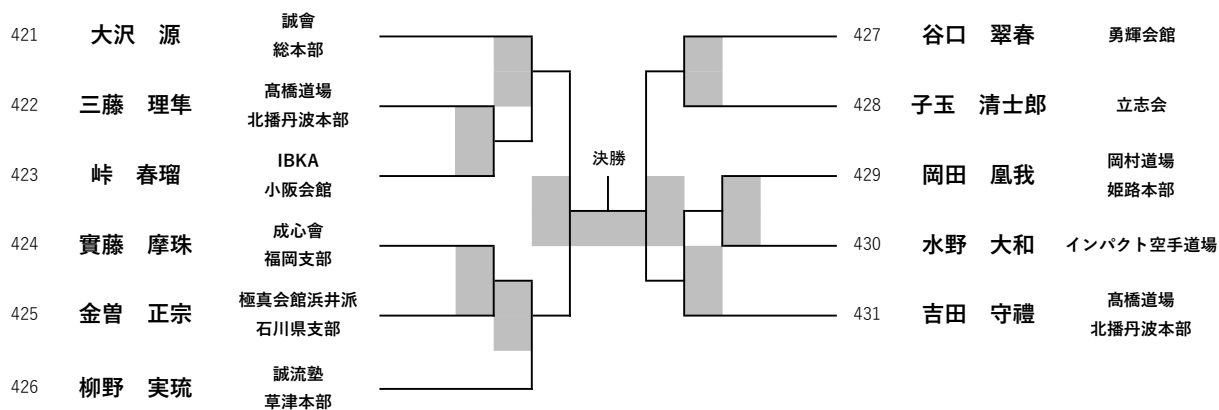 421 大沢　源 誠會
総本部
422 三藤　理隼 髙橋道場
北播丹波本部
423 峠　春瑠 IBKA
小阪会館
424 實藤　摩珠 成心會
福岡支部
425 金曽　正宗 極真会館浜井派
石川県支部
426 柳野　実琉 誠流塾
草津本部
決勝
427 谷口　翠春 勇輝会館
428 子玉　清士郎 立志会
429 岡田　凰我 岡村道場
姫路本部
430 水野　大和 インパクト空手道場
431 吉田　守禮 髙橋道場
北播丹波本部